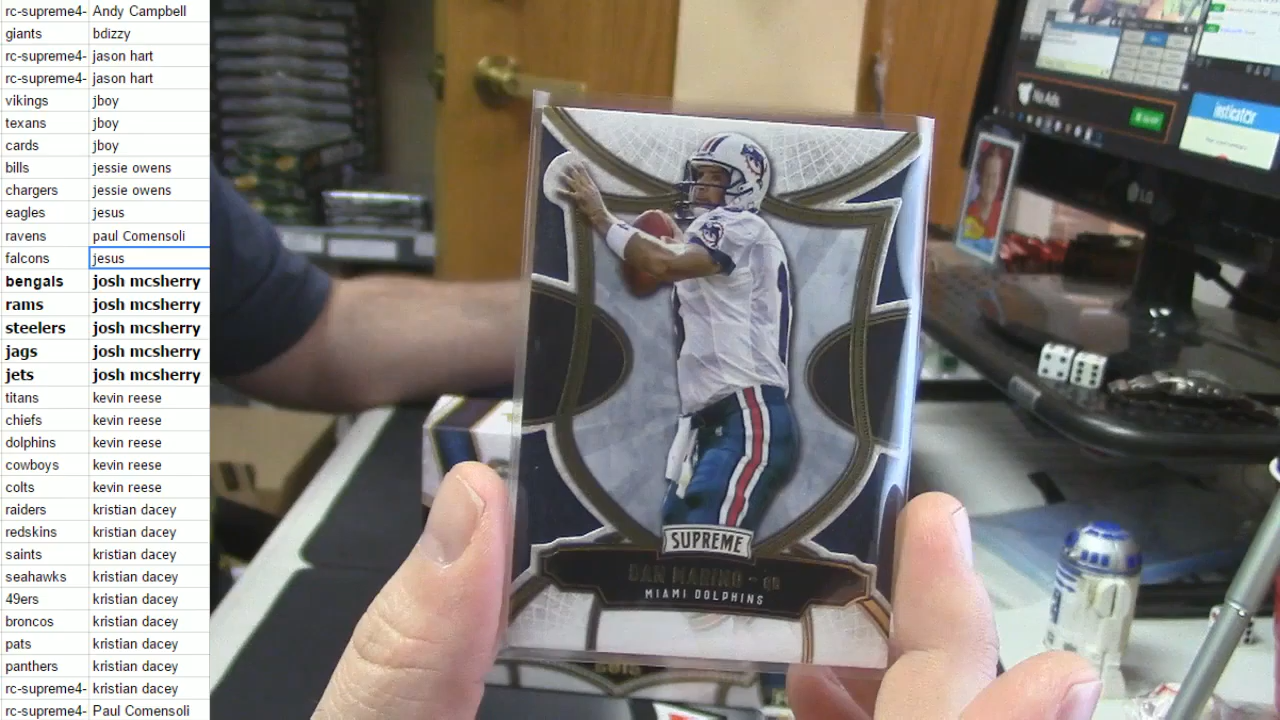 rc-supreme4- Andy Campbell
giants bdizzy
rc-supreme4- jason hart
rc-supreme4- jason hart
vikings jboy
texans jboy
cards jboy
bills jessie owens
chargers jessie owens
eagles jesus
ravens paul Comensoli
falcons jesus
bengals josh mcsherry
rams josh mcsherry
steelers josh mcsherry
jags josh mcsherry
jets josh mcsherry
titans kevin reese
chiefs kevin reese
dolphins kevin reese
cowboys kevin reese
colts kevin reese
raiders kristian dacey
redskins kristian dacey
saints kristian dacey
seahawks kristian dacey
49ers kristian dacey
broncos kristian dacey
pats kristian dacey
panthers kristian dacey
rc-supreme4- kristian dacey
rc-supreme4- Paul Comensoli
No Ads.
insticator
LG
SUPREME
DAN MARINO - QB
MIAMI DOLPHINS